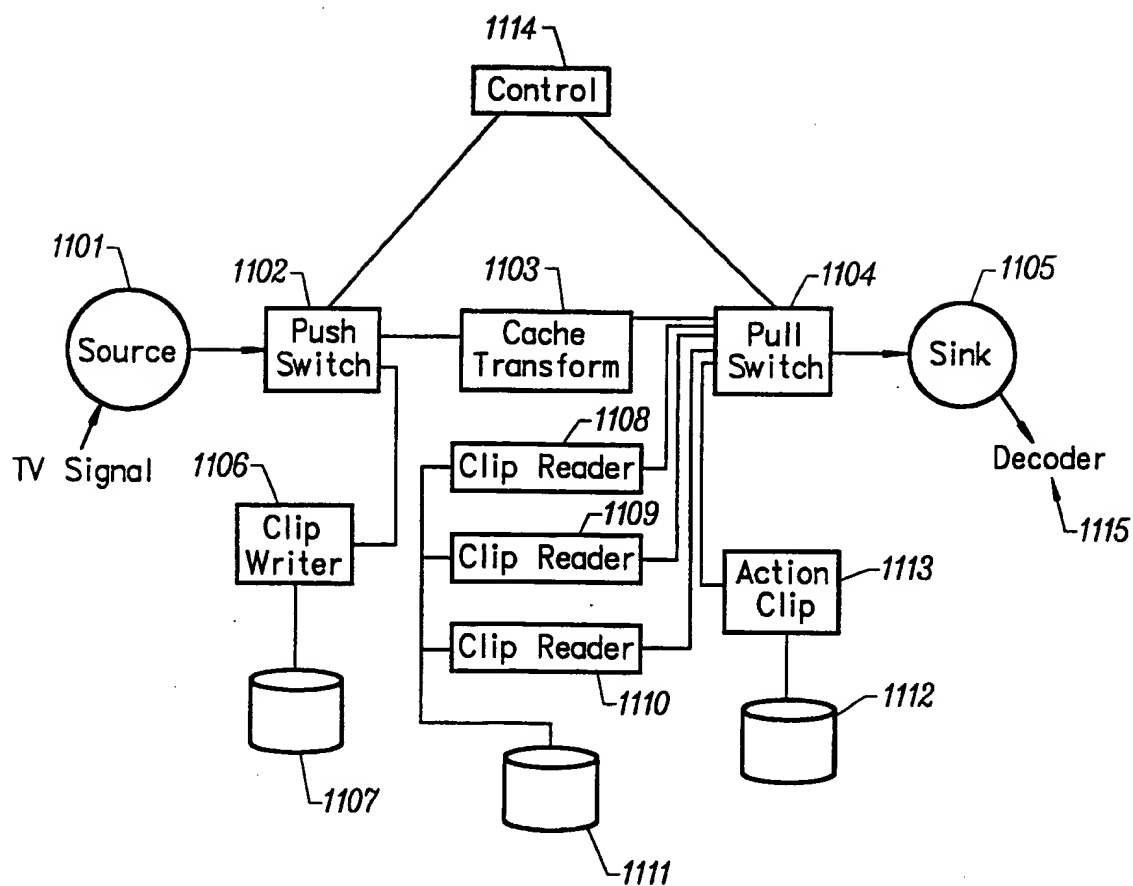 1114
Control
1101
1102
1103
1104
1105
Source
Push
Switch
Cache
Transform
Pull
Switch
Sink
TV Signal
1106
1108
Clip Reader
Decoder
1115
Clip
Writer
1109
Clip Reader
Action
Clip
1113
Clip Reader
1110
1112
1107
1111